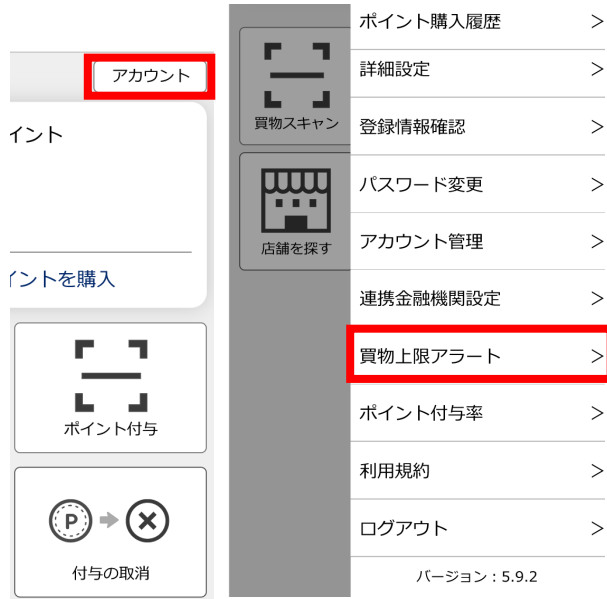 アカウント
イント
イントを購入
ポイント付与
P
付与の取消
買物スキャン
店舗を探す
ポイント購入履歴
詳細設定
登録情報確認
パスワード変更
アカウント管理
連携金融機関設定
買物上限アラート
ポイント付与率
利用規約
ログアウト
バージョン : 5.9.2